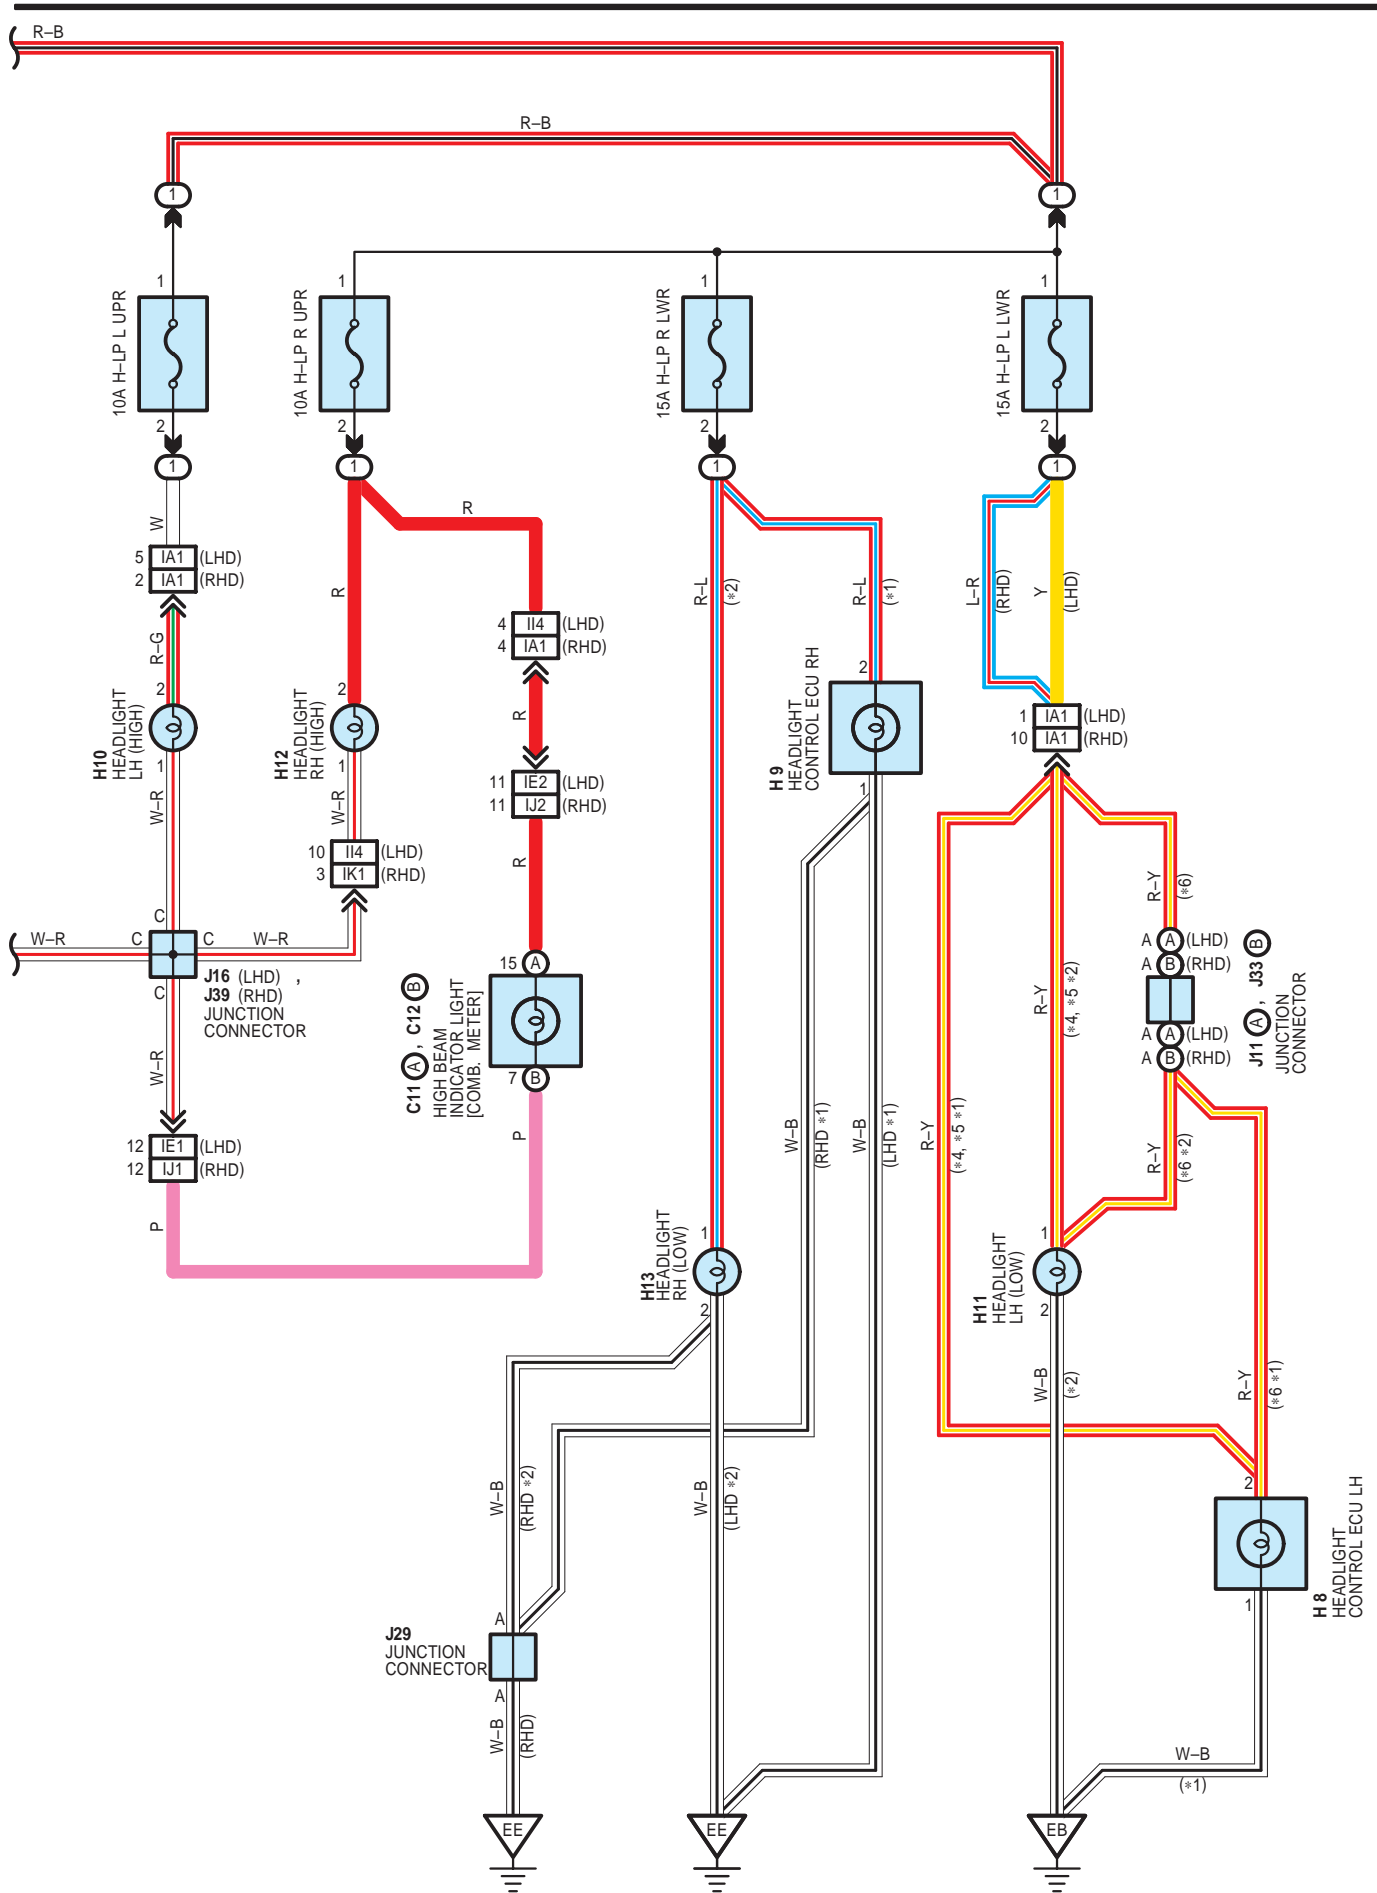 R–B
R–B
1
1
1
1
1
1
10A H–LP L UPR
10A H–LP R UPR
15A H–LP R LWR
15A H–LP L LWR
2
2
2
2
1
1
1
1
W
R
R
R–L
(*2)
R–L
(*1)
L–R
(RHD)
Y
(LHD)
5 IA1 (LHD)
2 IA1 (RHD)
4 II4 (LHD)
4 IA1 (RHD)
R–G
2
2
2
H10
HEADLIGHT
LH (HIGH)
H12
HEADLIGHT
RH (HIGH)
R
H 9
HEADLIGHT
CONTROL ECU RH
1 IA1 (LHD)
10 IA1 (RHD)
1
1
1
W–R
W–R
11 IE2 (LHD)
11 IJ2 (RHD)
10 II4 (LHD)
3 IK1 (RHD)
R
R–Y
(*6)
C
W–R
C
C
W–R
C
J16 (LHD) ,
J39 (RHD)
JUNCTION
CONNECTOR
15 A
C11 A , C12 B
HIGH BEAM
INDICATOR LIGHT
[COMB. METER]
7 B
A A (LHD)
A B (RHD)
A A (LHD)
A B (RHD)
J11 A , J33 B
JUNCTION
CONNECTOR
R–Y
(*4, *5 *2)
W–R
12 IE1 (LHD)
12 IJ1 (RHD)
P
P
W–B
(RHD *1)
W–B
(LHD *1)
R–Y
(*4, *5 *1)
R–Y
(*6 *2)
1
H13
HEADLIGHT
RH (LOW)
2
1
H11
HEADLIGHT
LH (LOW)
2
W–B
(*2)
R–Y
(*6 *1)
W–B
(RHD *2)
W–B
(LHD *2)
2
H 8
HEADLIGHT
CONTROL ECU LH
1
A
J29
JUNCTION
CONNECTOR
A
W–B
(RHD)
W–B
(*1)
EE
EE
EB